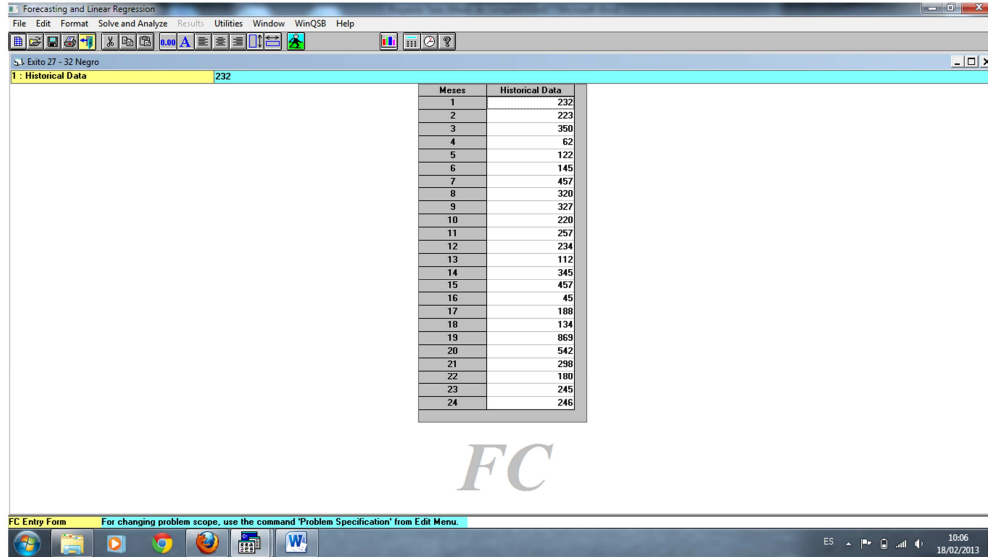 Forecasting and Linear Regression
File Edit Format Solve and Analyze Results Utilities Window WinQSB Help
0.00 A
Exito 27 - 32 Negro
1 : Historical Data 232
Meses Historical Data
1 232
2 223
3 350
4 62
5 122
6 145
7 457
8 320
9 327
10 220
11 257
12 234
13 112
14 345
15 457
16 45
17 188
18 134
19 869
20 542
21 298
22 180
23 245
24 246
FC
FC Entry Form For changing problem scope, use the command 'Problem Specification' from Edit Menu.
W
ES 10:06
18/02/2013